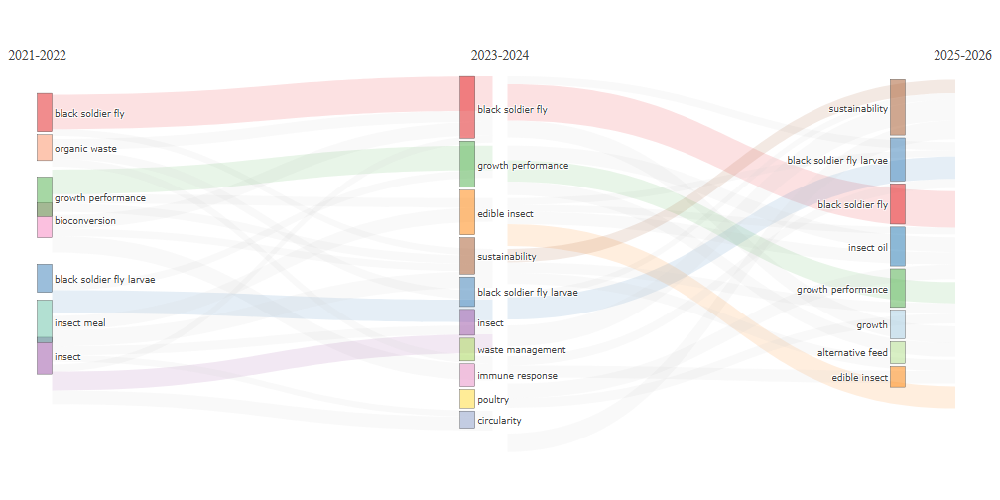 2021-2022
2023-2024
2025-2026
black soldier fly
organic waste
growth performance
bioconversion
black soldier fly larvae
insect meal
insect
black soldier fly
growth performance
edible insect
sustainability
black soldier fly larvae
insect
waste management
immune response
poultry
circularity
sustainability
black soldier fly larvae
black soldier fly
insect oil
growth performance
growth
alternative feed
edible insect